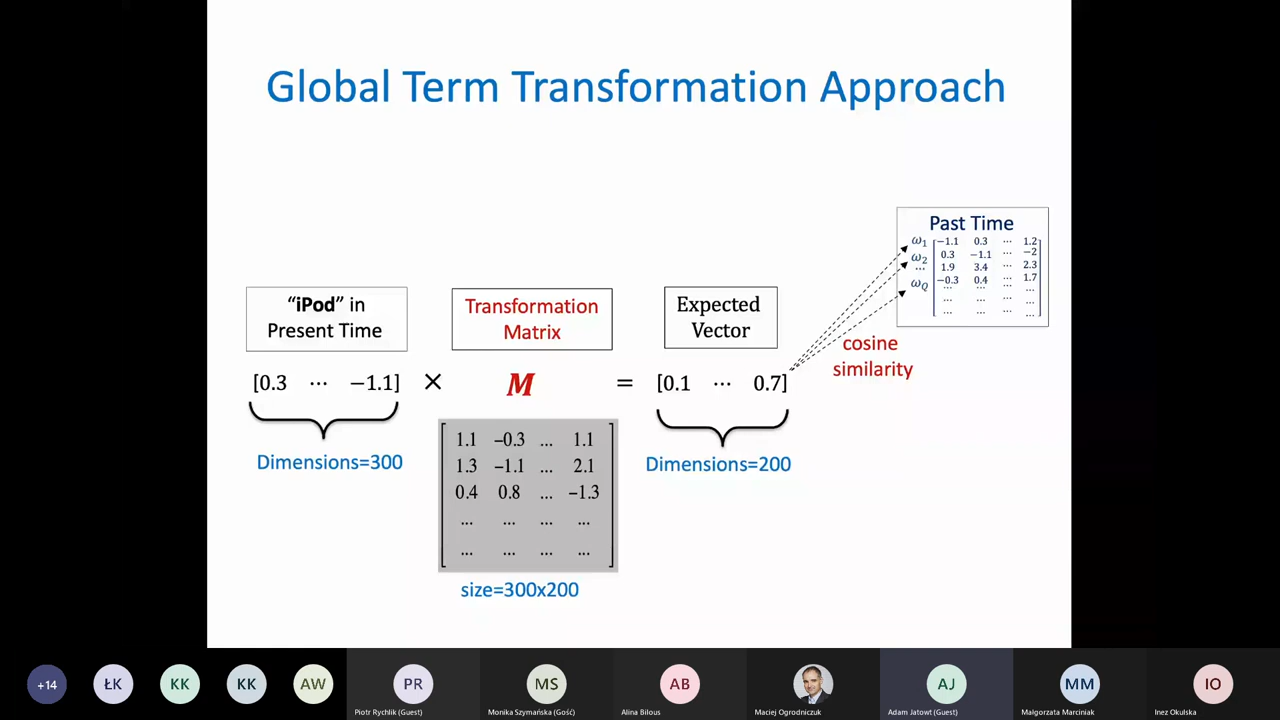 Global Term Transformation Approach
Past Time
ω1 −1.1 0.3 ... 1.2
ω2 0.3 −1.1 ... −2
... 1.9 3.4 ... 2.3
ωQ −0.3 0.4 ... 1.7
... ... ... ...
... ... ... ...
... ... ... ...
“iPod” in
Present Time
Transformation
Matrix
Expected
Vector
cosine
similarity
[0.3 ... −1.1] × M = [0.1 ... 0.7]
Dimensions=300
Dimensions=200
1.1 −0.3 ... 1.1
1.3 −1.1 ... 2.1
0.4 0.8 ... −1.3
... ... ... ...
... ... ... ...
size=300x200
+14
ŁK
KK
KK
AW
PR
MS
AB
AJ
MM
IO
Piotr Rychlik (Guest)
Monika Szymańska (Gość)
Alina Bilous
Maciej Ogrodniczuk
Adam Jatowt (Guest)
Małgorzata Marciniak
Inez Okulska